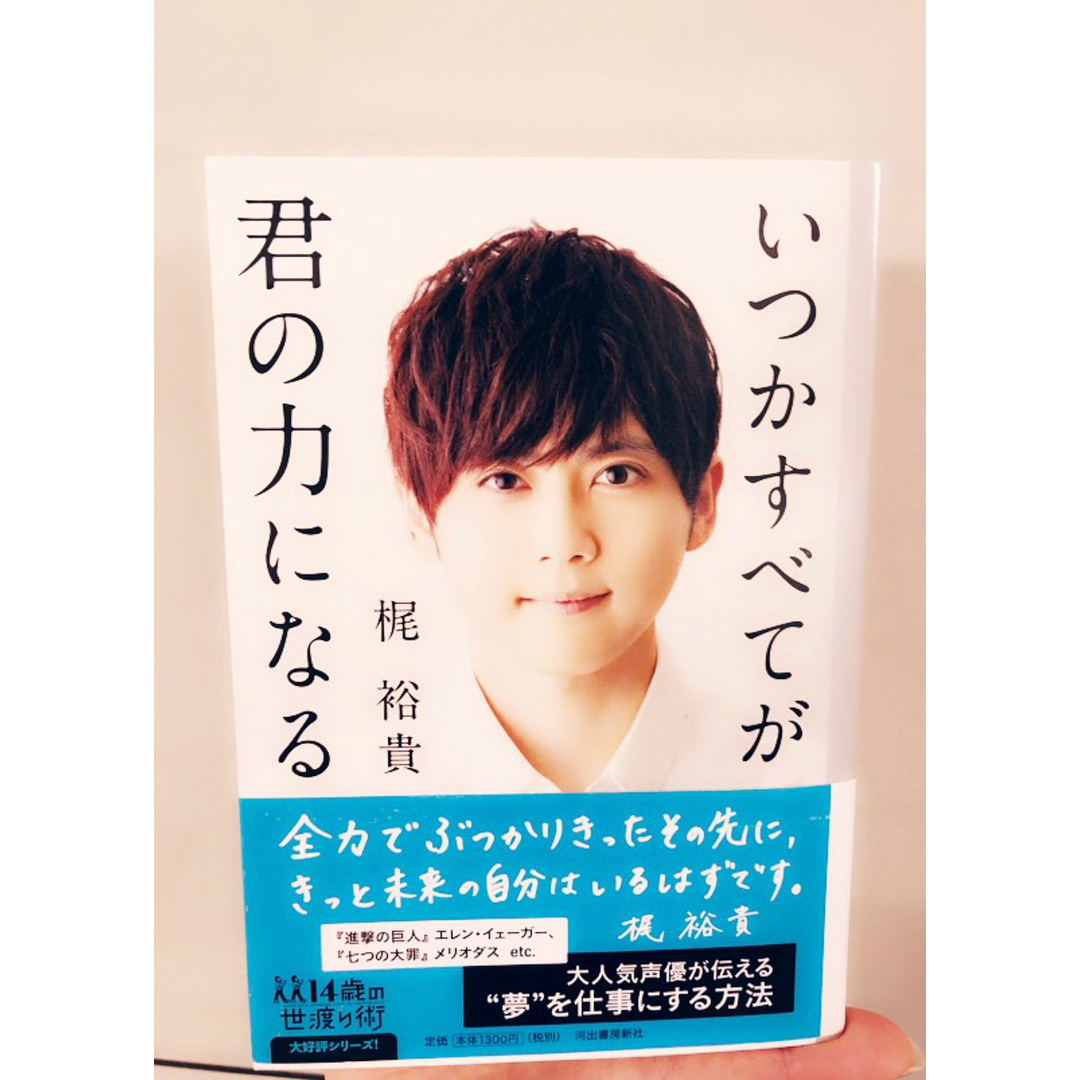 いつかすべてが
君の力になる
梶 裕貴
全力でぶつかりきったその先に,
きっと未来の自分はいるはずです。
梶 裕貴
『進撃の巨人』エレン・イェーガー、
『七つの大罪』メリオダス etc.
大人気声優が伝える
“夢”を仕事にする方法
14歳の
世渡り術
大好評シリーズ!
定価 本体1300円 (税別) 河出書房新社